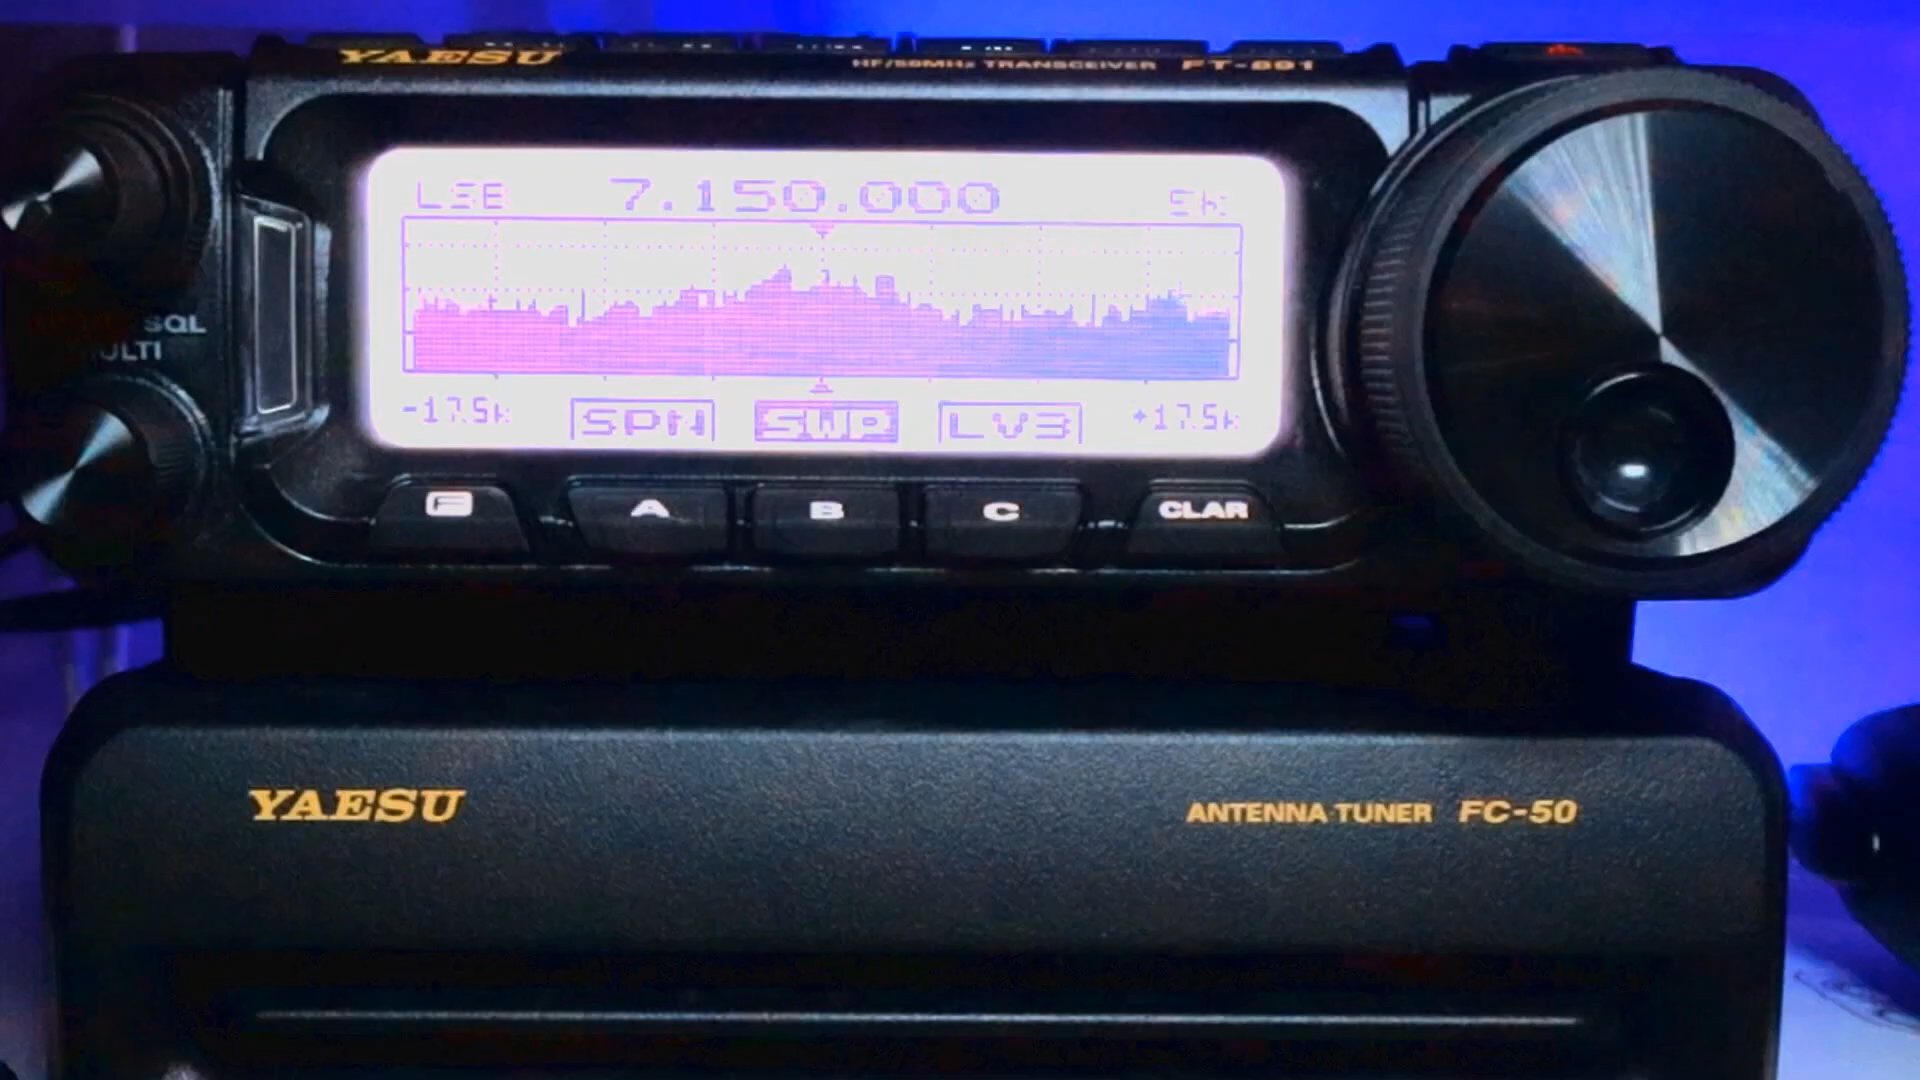 YAESU HF/50MHz TRANSCEIVER FT-891
LSB 7.150.000
-17.5k SPN SWP LV3 +17.5k
SQL
MULTI
F A B C CLAR
YAESU ANTENNA TUNER FC-50